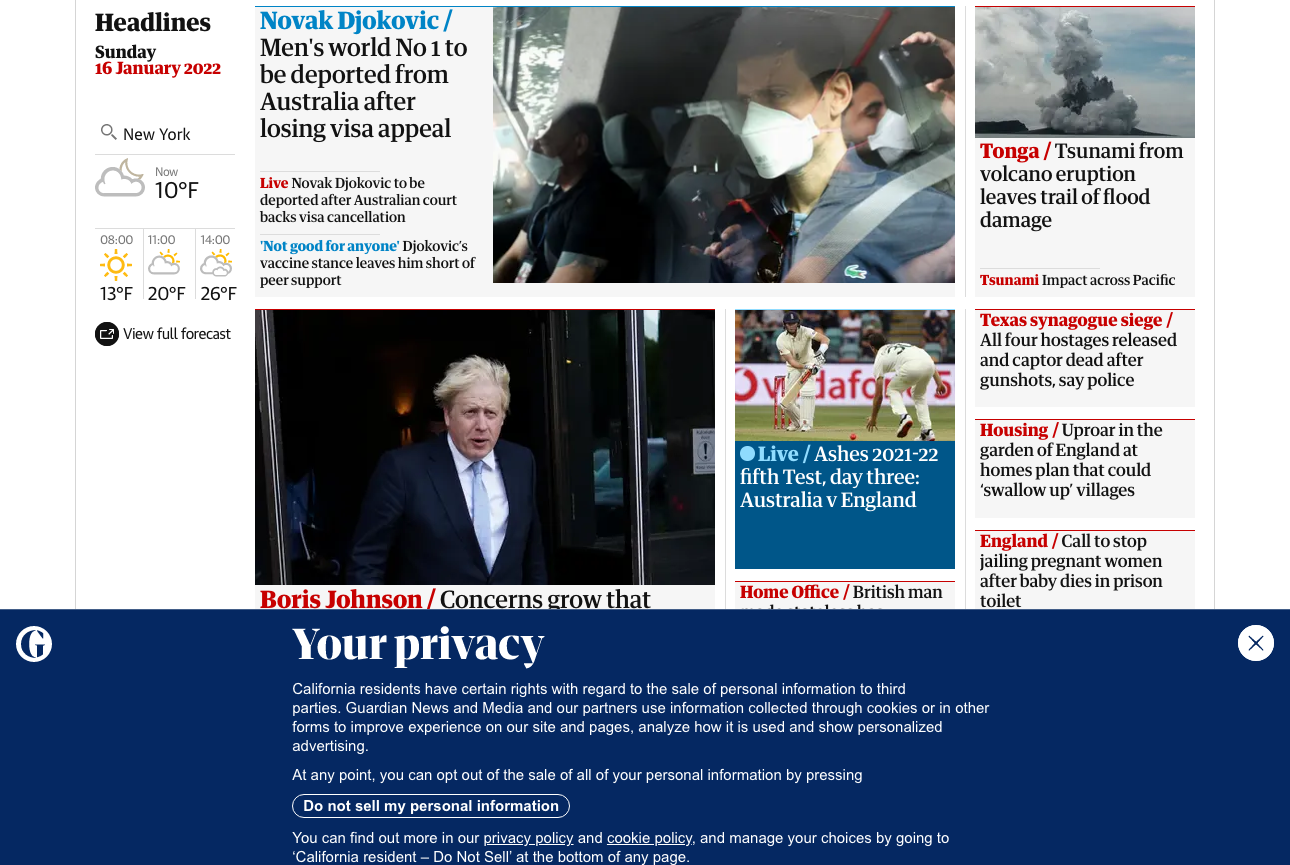 Headlines
Sunday
16 January 2022
New York
Now
10°F
08:00
13°F
11:00
20°F
14:00
26°F
View full forecast
Novak Djokovic /
Men's world No 1 to
be deported from
Australia after
losing visa appeal
Live Novak Djokovic to be
deported after Australian court
backs visa cancellation
'Not good for anyone' Djokovic’s
vaccine stance leaves him short of
peer support
Tonga / Tsunami from
volcano eruption
leaves trail of flood
damage
Tsunami Impact across Pacific
Boris Johnson / Concerns grow that
vodafone
Live / Ashes 2021-22
fifth Test, day three:
Australia v England
Home Office / British man
Texas synagogue siege /
All four hostages released
and captor dead after
gunshots, say police
Housing / Uproar in the
garden of England at
homes plan that could
‘swallow up’ villages
England / Call to stop
jailing pregnant women
after baby dies in prison
toilet
Your privacy
California residents have certain rights with regard to the sale of personal information to third
parties. Guardian News and Media and our partners use information collected through cookies or in other
forms to improve experience on our site and pages, analyze how it is used and show personalized
advertising.
At any point, you can opt out of the sale of all of your personal information by pressing
Do not sell my personal information
You can find out more in our privacy policy and cookie policy, and manage your choices by going to
‘California resident – Do Not Sell’ at the bottom of any page.